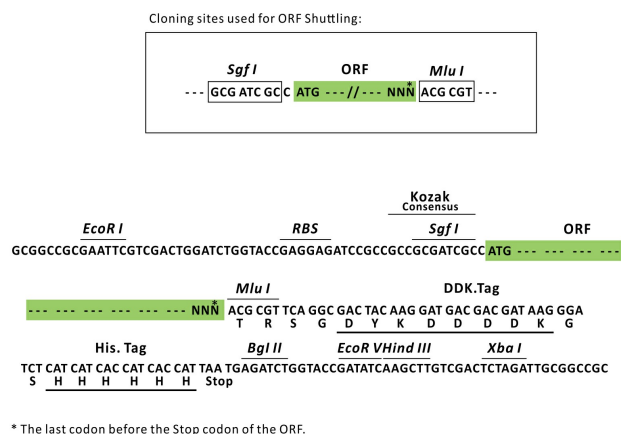 Cloning sites used for ORF Shuttling:
Sgf I ORF Mlu I
*
--- GCG ATC GC C ATG --- // --- NNN ACG CGT ---
Kozak
Consensus
EcoR I RBS Sgf I ORF
GCGGCCGCGAATTCGTCGACTGGATCTGGTACCGAGGAGATCCGCCGCCGCGATCGCC ATG --- --- --- ---
Mlu I DDK.Tag
*
--- --- --- --- --- --- --- NNN ACG CGT TCA GGC GAC TAC AAG GAT GAC GAC GAT AAG GGA
T R S G D Y K D D D D K G
His. Tag Bgl II EcoR V Hind III Xba I
TCT CAT CAT CAC CAT CAC CAT TAA TGAGATCTGGTACCGATATCAAGCTTGTCGACTCTAGATTGCGGCCGC
S H H H H H H Stop
* The last codon before the Stop codon of the ORF.